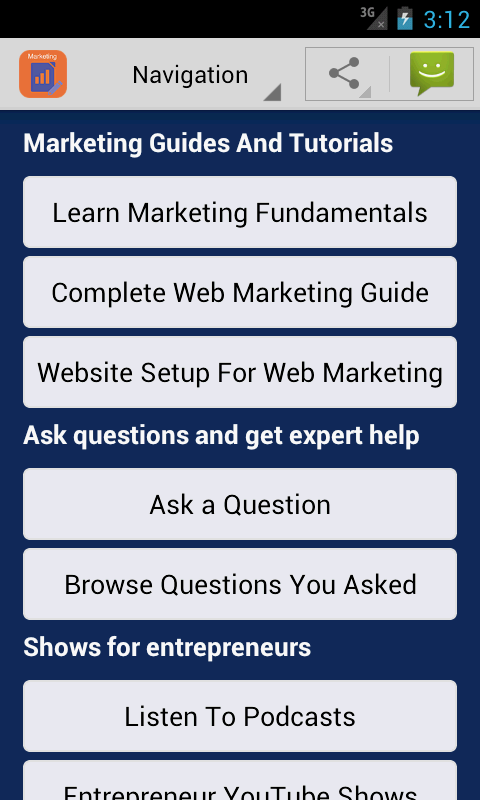 3G
3:12
Marketing
Navigation
Marketing Guides And Tutorials
Learn Marketing Fundamentals
Complete Web Marketing Guide
Website Setup For Web Marketing
Ask questions and get expert help
Ask a Question
Browse Questions You Asked
Shows for entrepreneurs
Listen To Podcasts
Entrepreneur YouTube Shows